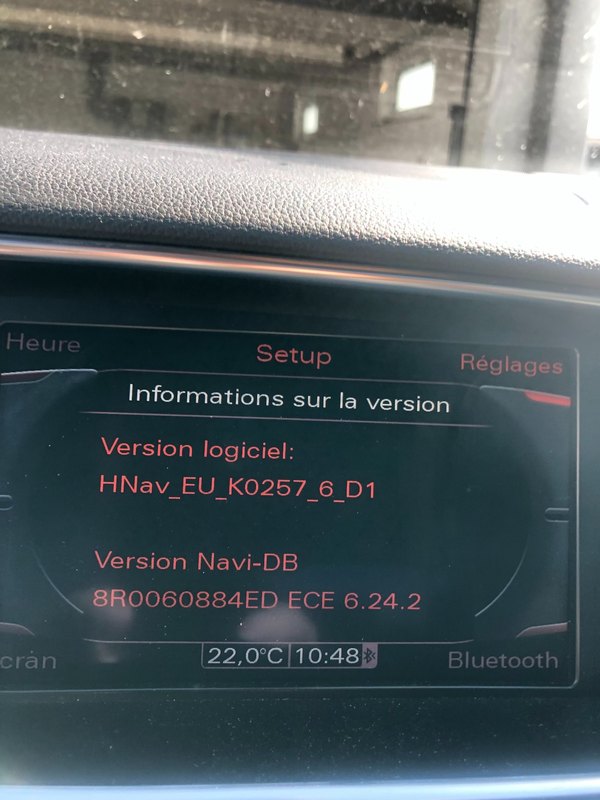 Heure
Setup
Réglages
Informations sur la version
Version logiciel:
HNav_EU_K0257_6_D1
Version Navi-DB
8R0060884ED ECE 6.24.2
cran
22,0°C 10:48
Bluetooth